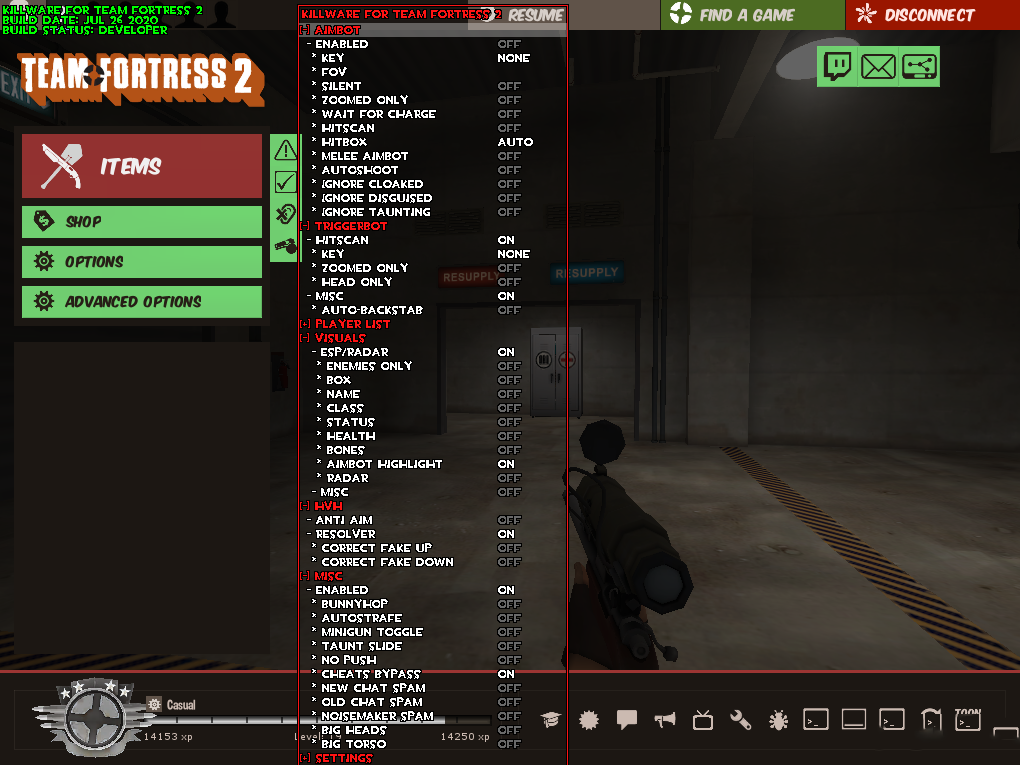 KILLWARE FOR TEAM FORTRESS 2
BUILD DATE: JUL 26 2020
BUILD STATUS: DEVELOPER
TEAM FORTRESS 2
ITEMS
SHOP
OPTIONS
ADVANCED OPTIONS
KILLWARE FOR TEAM FORTRESS 2
[-] AIMBOT
- ENABLED OFF
* KEY NONE
* FOV
* SILENT OFF
* ZOOMED ONLY OFF
* WAIT FOR CHARGE OFF
* HITSCAN OFF
* HITBOX AUTO
* MELEE AIMBOT OFF
* AUTOSHOOT OFF
* IGNORE CLOAKED OFF
* IGNORE DISGUISED OFF
* IGNORE TAUNTING OFF
[-] TRIGGERBOT
- HITSCAN ON
* KEY NONE
* ZOOMED ONLY OFF
* HEAD ONLY OFF
- MISC ON
* AUTO-BACKSTAB OFF
[+] PLAYER LIST
[-] VISUALS
- ESP/RADAR ON
* ENEMIES ONLY OFF
* BOX OFF
* NAME OFF
* CLASS OFF
* STATUS OFF
* HEALTH OFF
* BONES OFF
* AIMBOT HIGHLIGHT ON
* RADAR OFF
- MISC OFF
[-] HVH
- ANTI AIM OFF
- RESOLVER ON
* CORRECT FAKE UP OFF
* CORRECT FAKE DOWN OFF
[-] MISC
- ENABLED ON
* BUNNYHOP OFF
* AUTOSTRAFE OFF
* MINIGUN TOGGLE OFF
* TAUNT SLIDE OFF
* NO PUSH OFF
* CHEATS BYPASS ON
* NEW CHAT SPAM OFF
* OLD CHAT SPAM OFF
* NOISEMAKER SPAM OFF
* BIG HEADS OFF
* BIG TORSO OFF
[+] SETTINGS
RESUME
FIND A GAME
DISCONNECT
EXI
RESUPPLY
RESUPPLY
Casual
14153 xp
14250 xp
TOON